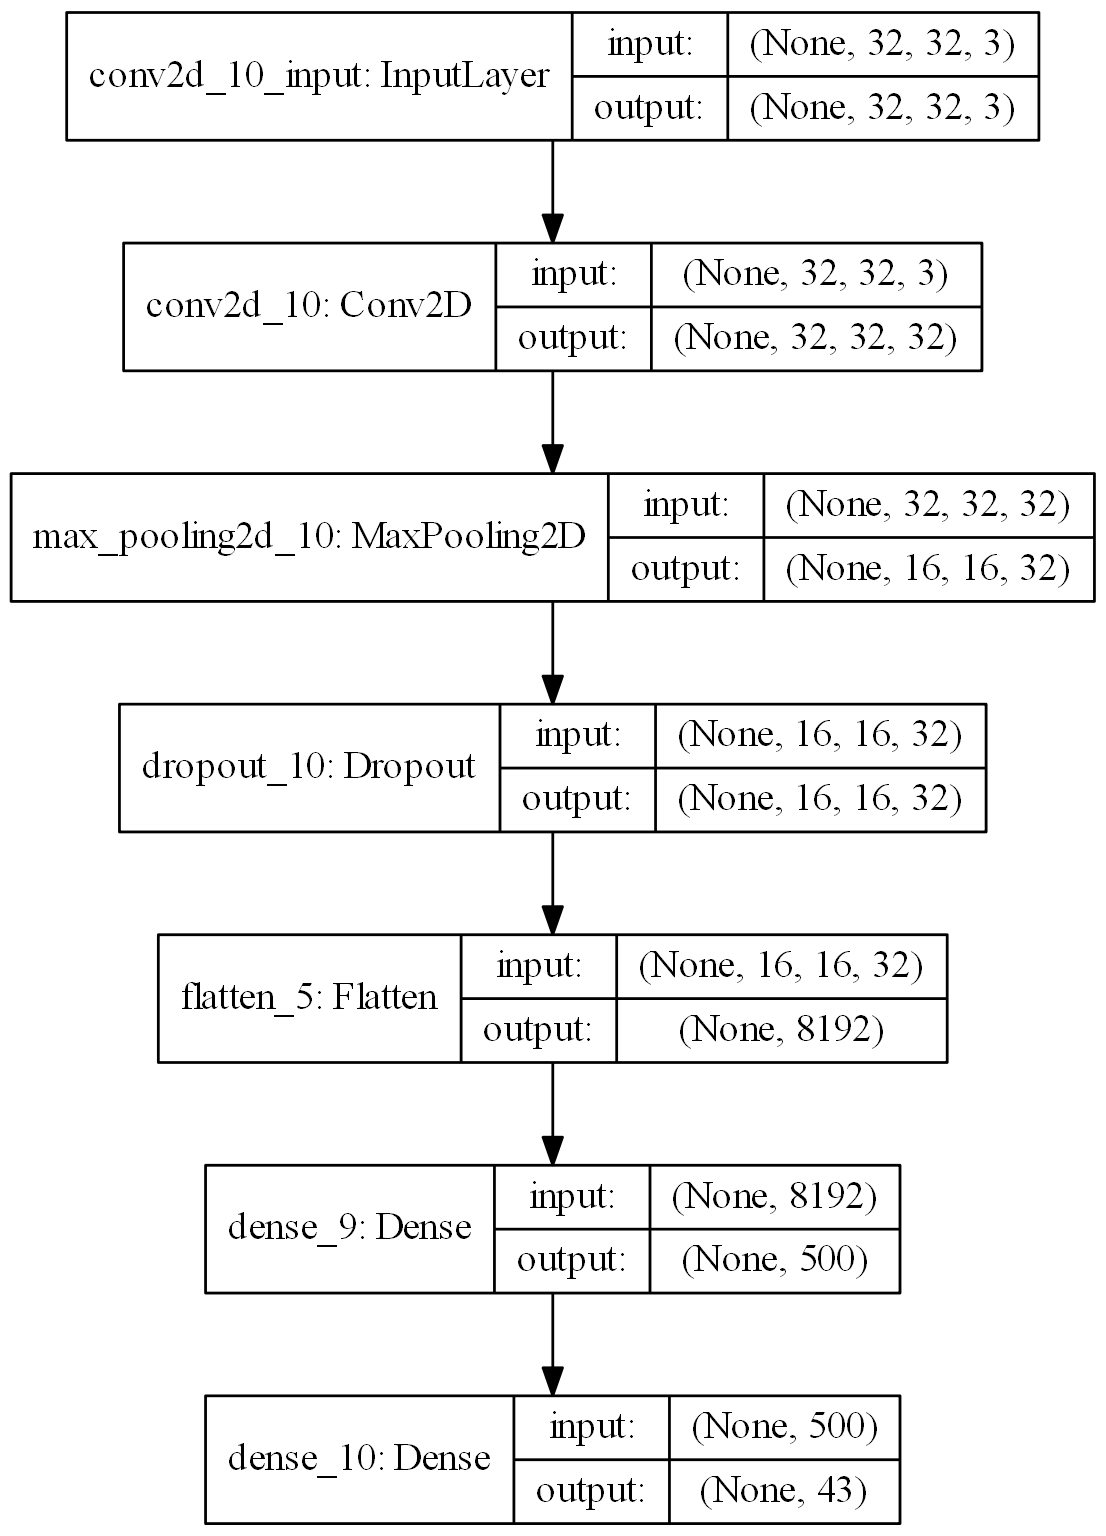 conv2d_10_input: InputLayer
input: (None, 32, 32, 3)
output: (None, 32, 32, 3)
conv2d_10: Conv2D
input: (None, 32, 32, 3)
output: (None, 32, 32, 32)
max_pooling2d_10: MaxPooling2D
input: (None, 32, 32, 32)
output: (None, 16, 16, 32)
dropout_10: Dropout
input: (None, 16, 16, 32)
output: (None, 16, 16, 32)
flatten_5: Flatten
input: (None, 16, 16, 32)
output: (None, 8192)
dense_9: Dense
input: (None, 8192)
output: (None, 500)
dense_10: Dense
input: (None, 500)
output: (None, 43)